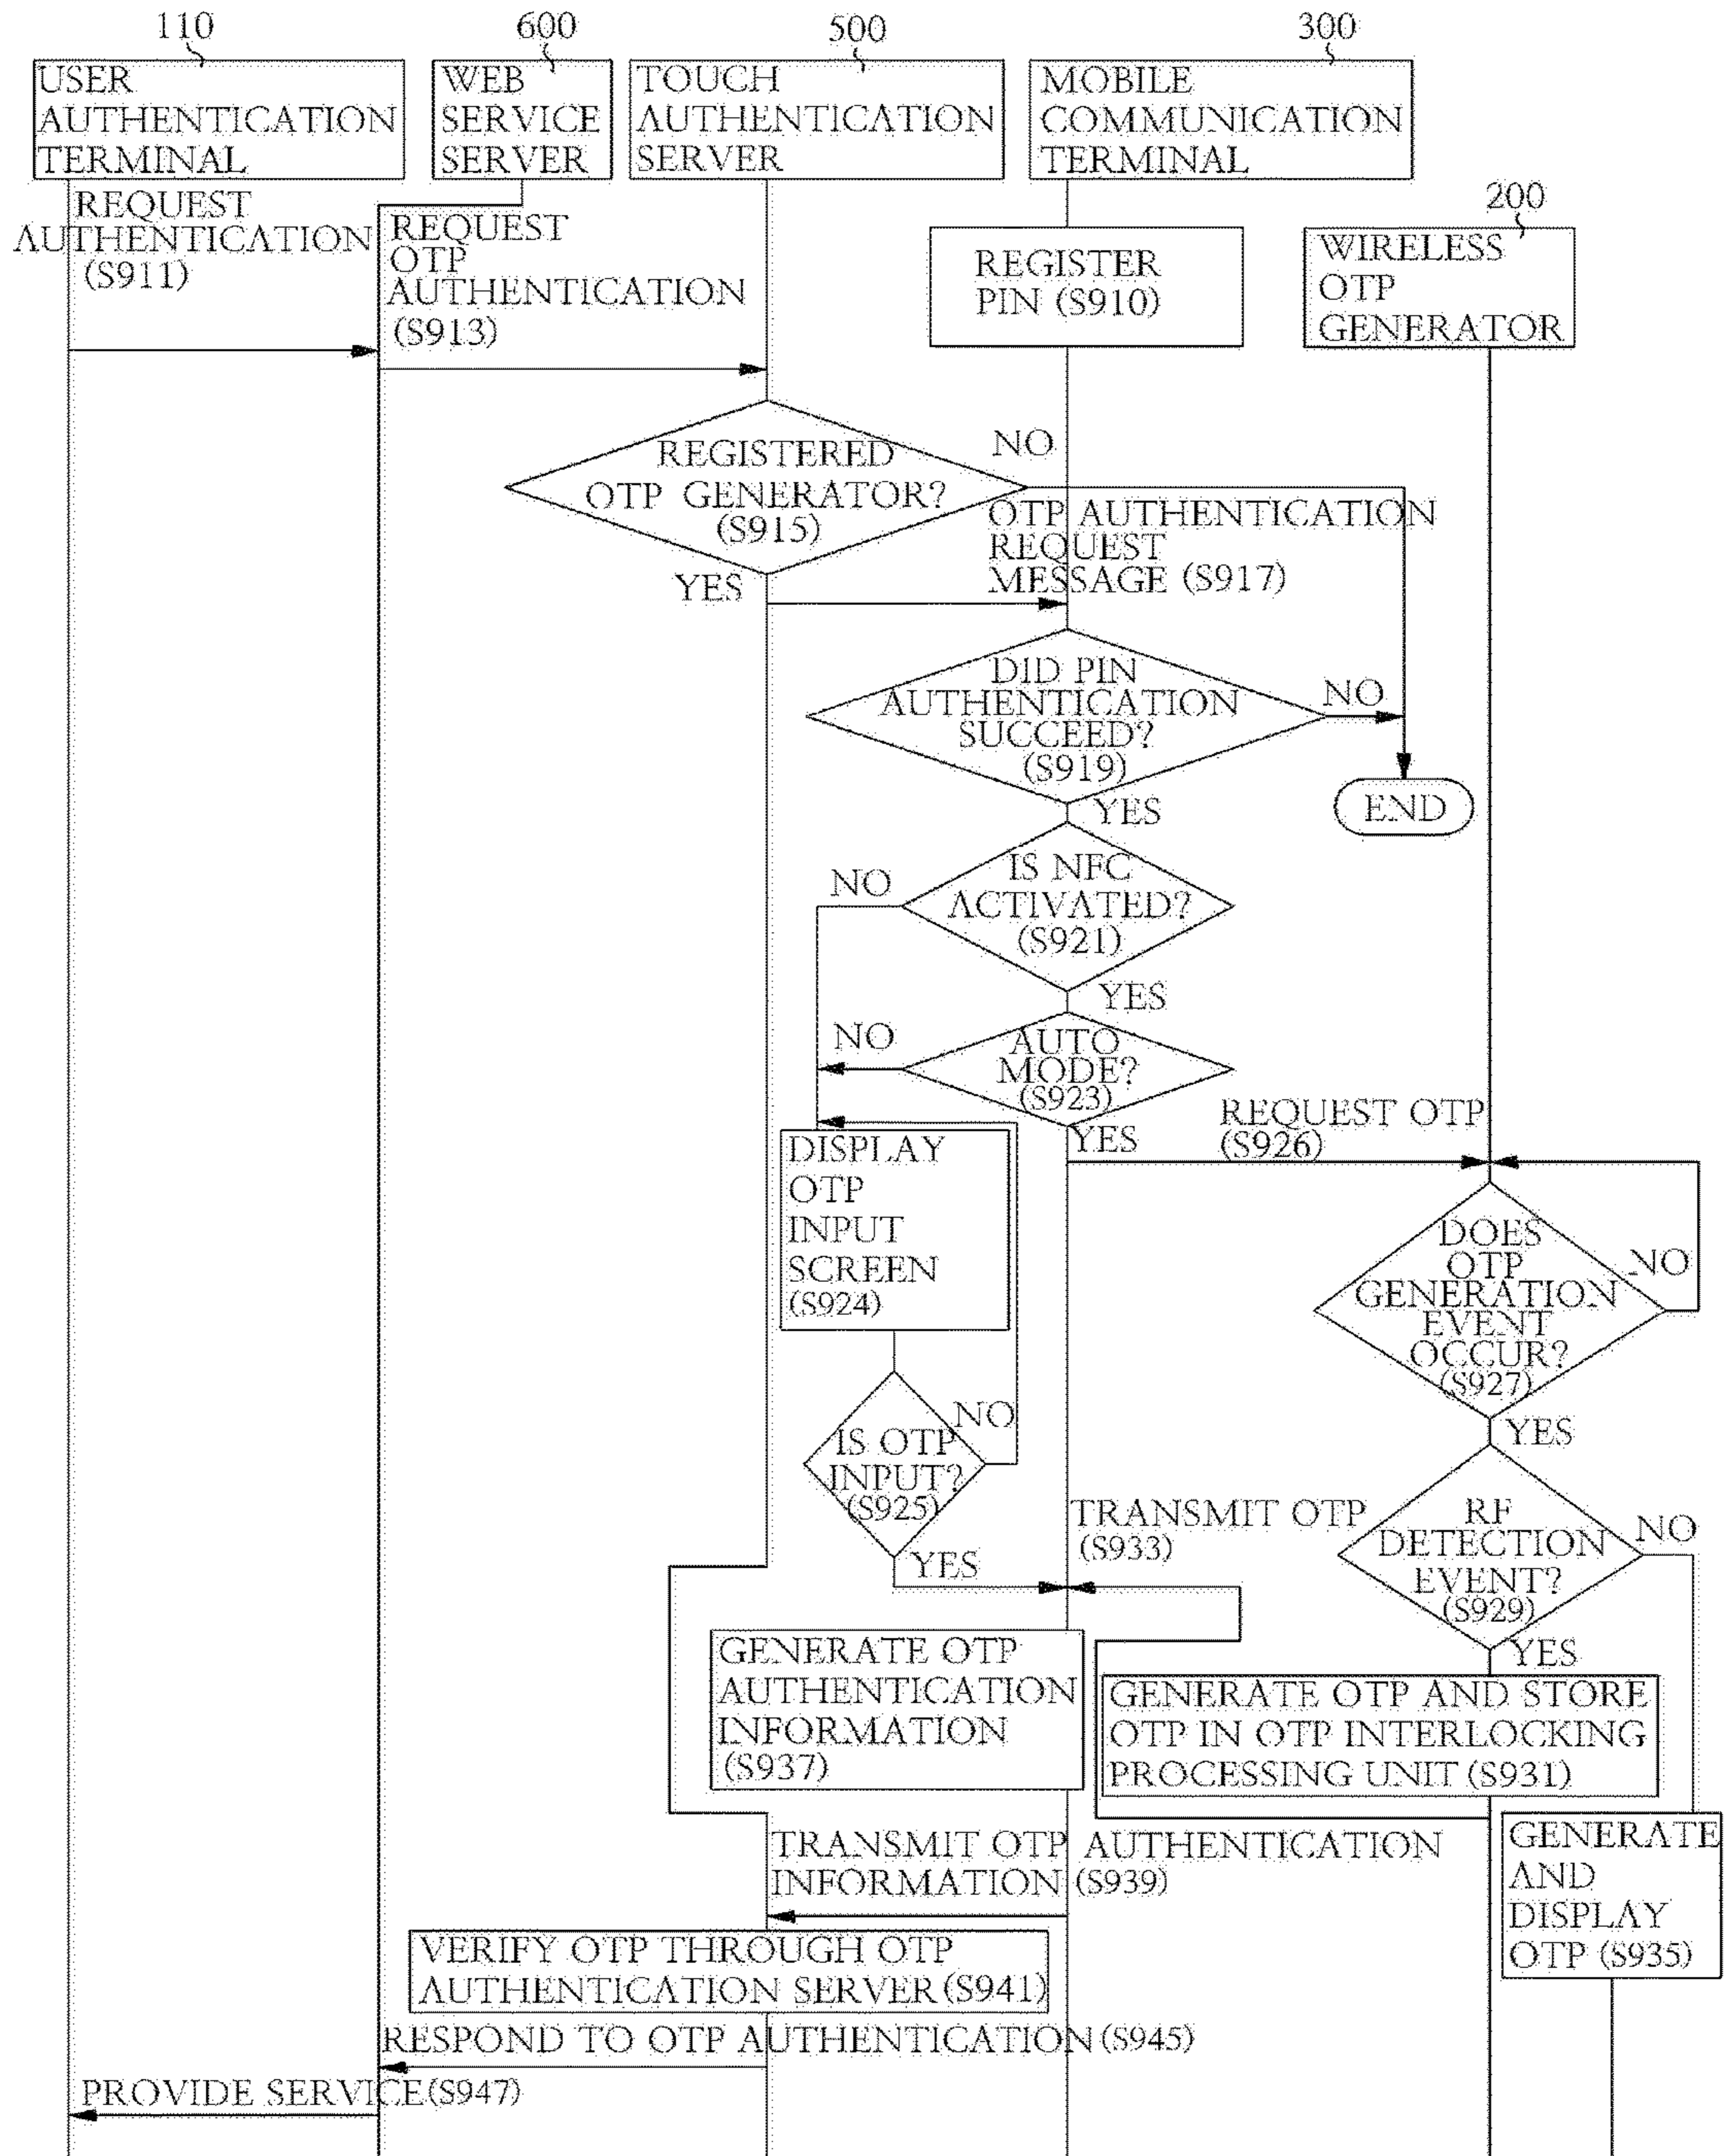 110
600
500
300
USER
AUTHENTICATION
TERMINAL
WEB
SERVICE
SERVER
TOUCH
AUTHENTICATION
SERVER
MOBILE
COMMUNICATION
TERMINAL
200
REQUEST
AUTHENTICATION
(S911)
REQUEST
OTP
AUTHENTICATION
(S913)
REGISTER
PIN (S910)
WIRELESS
OTP
GENERATOR
REGISTERED
OTP GENERATOR?
(S915)
NO
YES
OTP AUTHENTICATION
REQUEST
MESSAGE (S917)
DID PIN
AUTHENTICATION
SUCCEED?
(S919)
NO
YES
END
IS NFC
ACTIVATED?
(S921)
NO
YES
AUTO
MODE?
(S923)
NO
YES
REQUEST OTP
(S926)
DISPLAY
OTP
INPUT
SCREEN
(S924)
DOES
OTP
GENERATION
EVENT
OCCUR?
(S927)
NO
YES
IS OTP
INPUT?
(S925)
NO
YES
TRANSMIT OTP
(S933)
RF
DETECTION
EVENT?
(S929)
NO
YES
GENERATE OTP
AUTHENTICATION
INFORMATION
(S937)
GENERATE OTP AND STORE
OTP IN OTP INTERLOCKING
PROCESSING UNIT (S931)
TRANSMIT OTP AUTHENTICATION
INFORMATION (S939)
GENERATE
AND
DISPLAY
OTP (S935)
VERIFY OTP THROUGH OTP
AUTHENTICATION SERVER (S941)
RESPOND TO OTP AUTHENTICATION (S945)
PROVIDE SERVICE (S947)